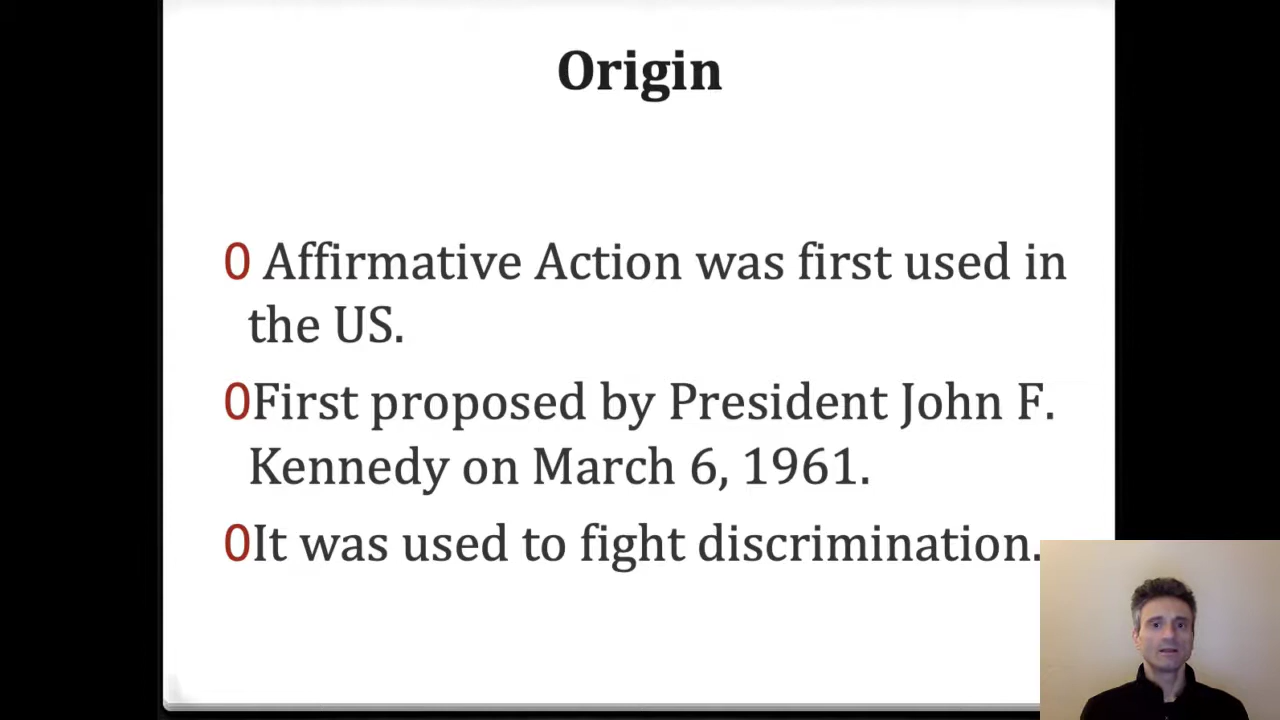 Origin
0 Affirmative Action was first used in
the US.
0First proposed by President John F.
Kennedy on March 6, 1961.
0It was used to fight discrimination.